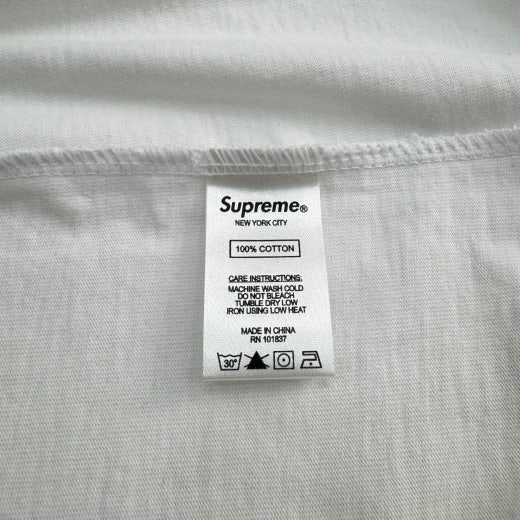 Supreme®
NEW YORK CITY
100% COTTON
CARE INSTRUCTIONS:
MACHINE WASH COLD
DO NOT BLEACH
TUMBLE DRY LOW
IRON USING LOW HEAT
MADE IN CHINA
RN 101837
30°